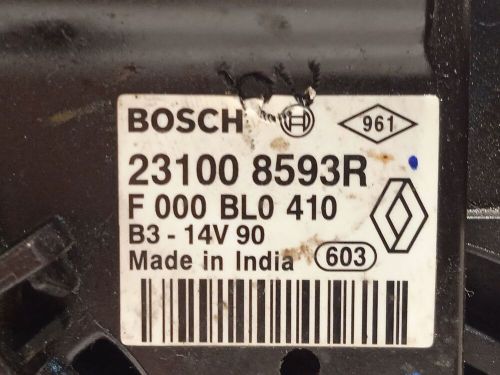 BOSCH 961
23100 8593R
F 000 BL0 410
B3 - 14V 90
Made in India 603